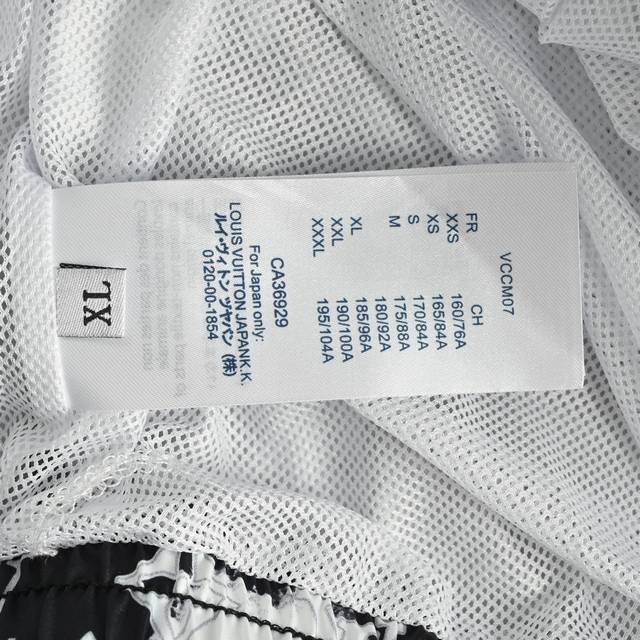 VCCM07
FR CH
XXS 160/76A
XS 165/84A
S 170/84A
M 175/88A
180/92A
XL 185/96A
XXL 190/100A
XXXL 195/104A
CA36929
For Japan only:
LOUIS VUITTON JAPAN K.K.
ルイ・ヴィトン ジャパン (株)
0120-00-1854
XL